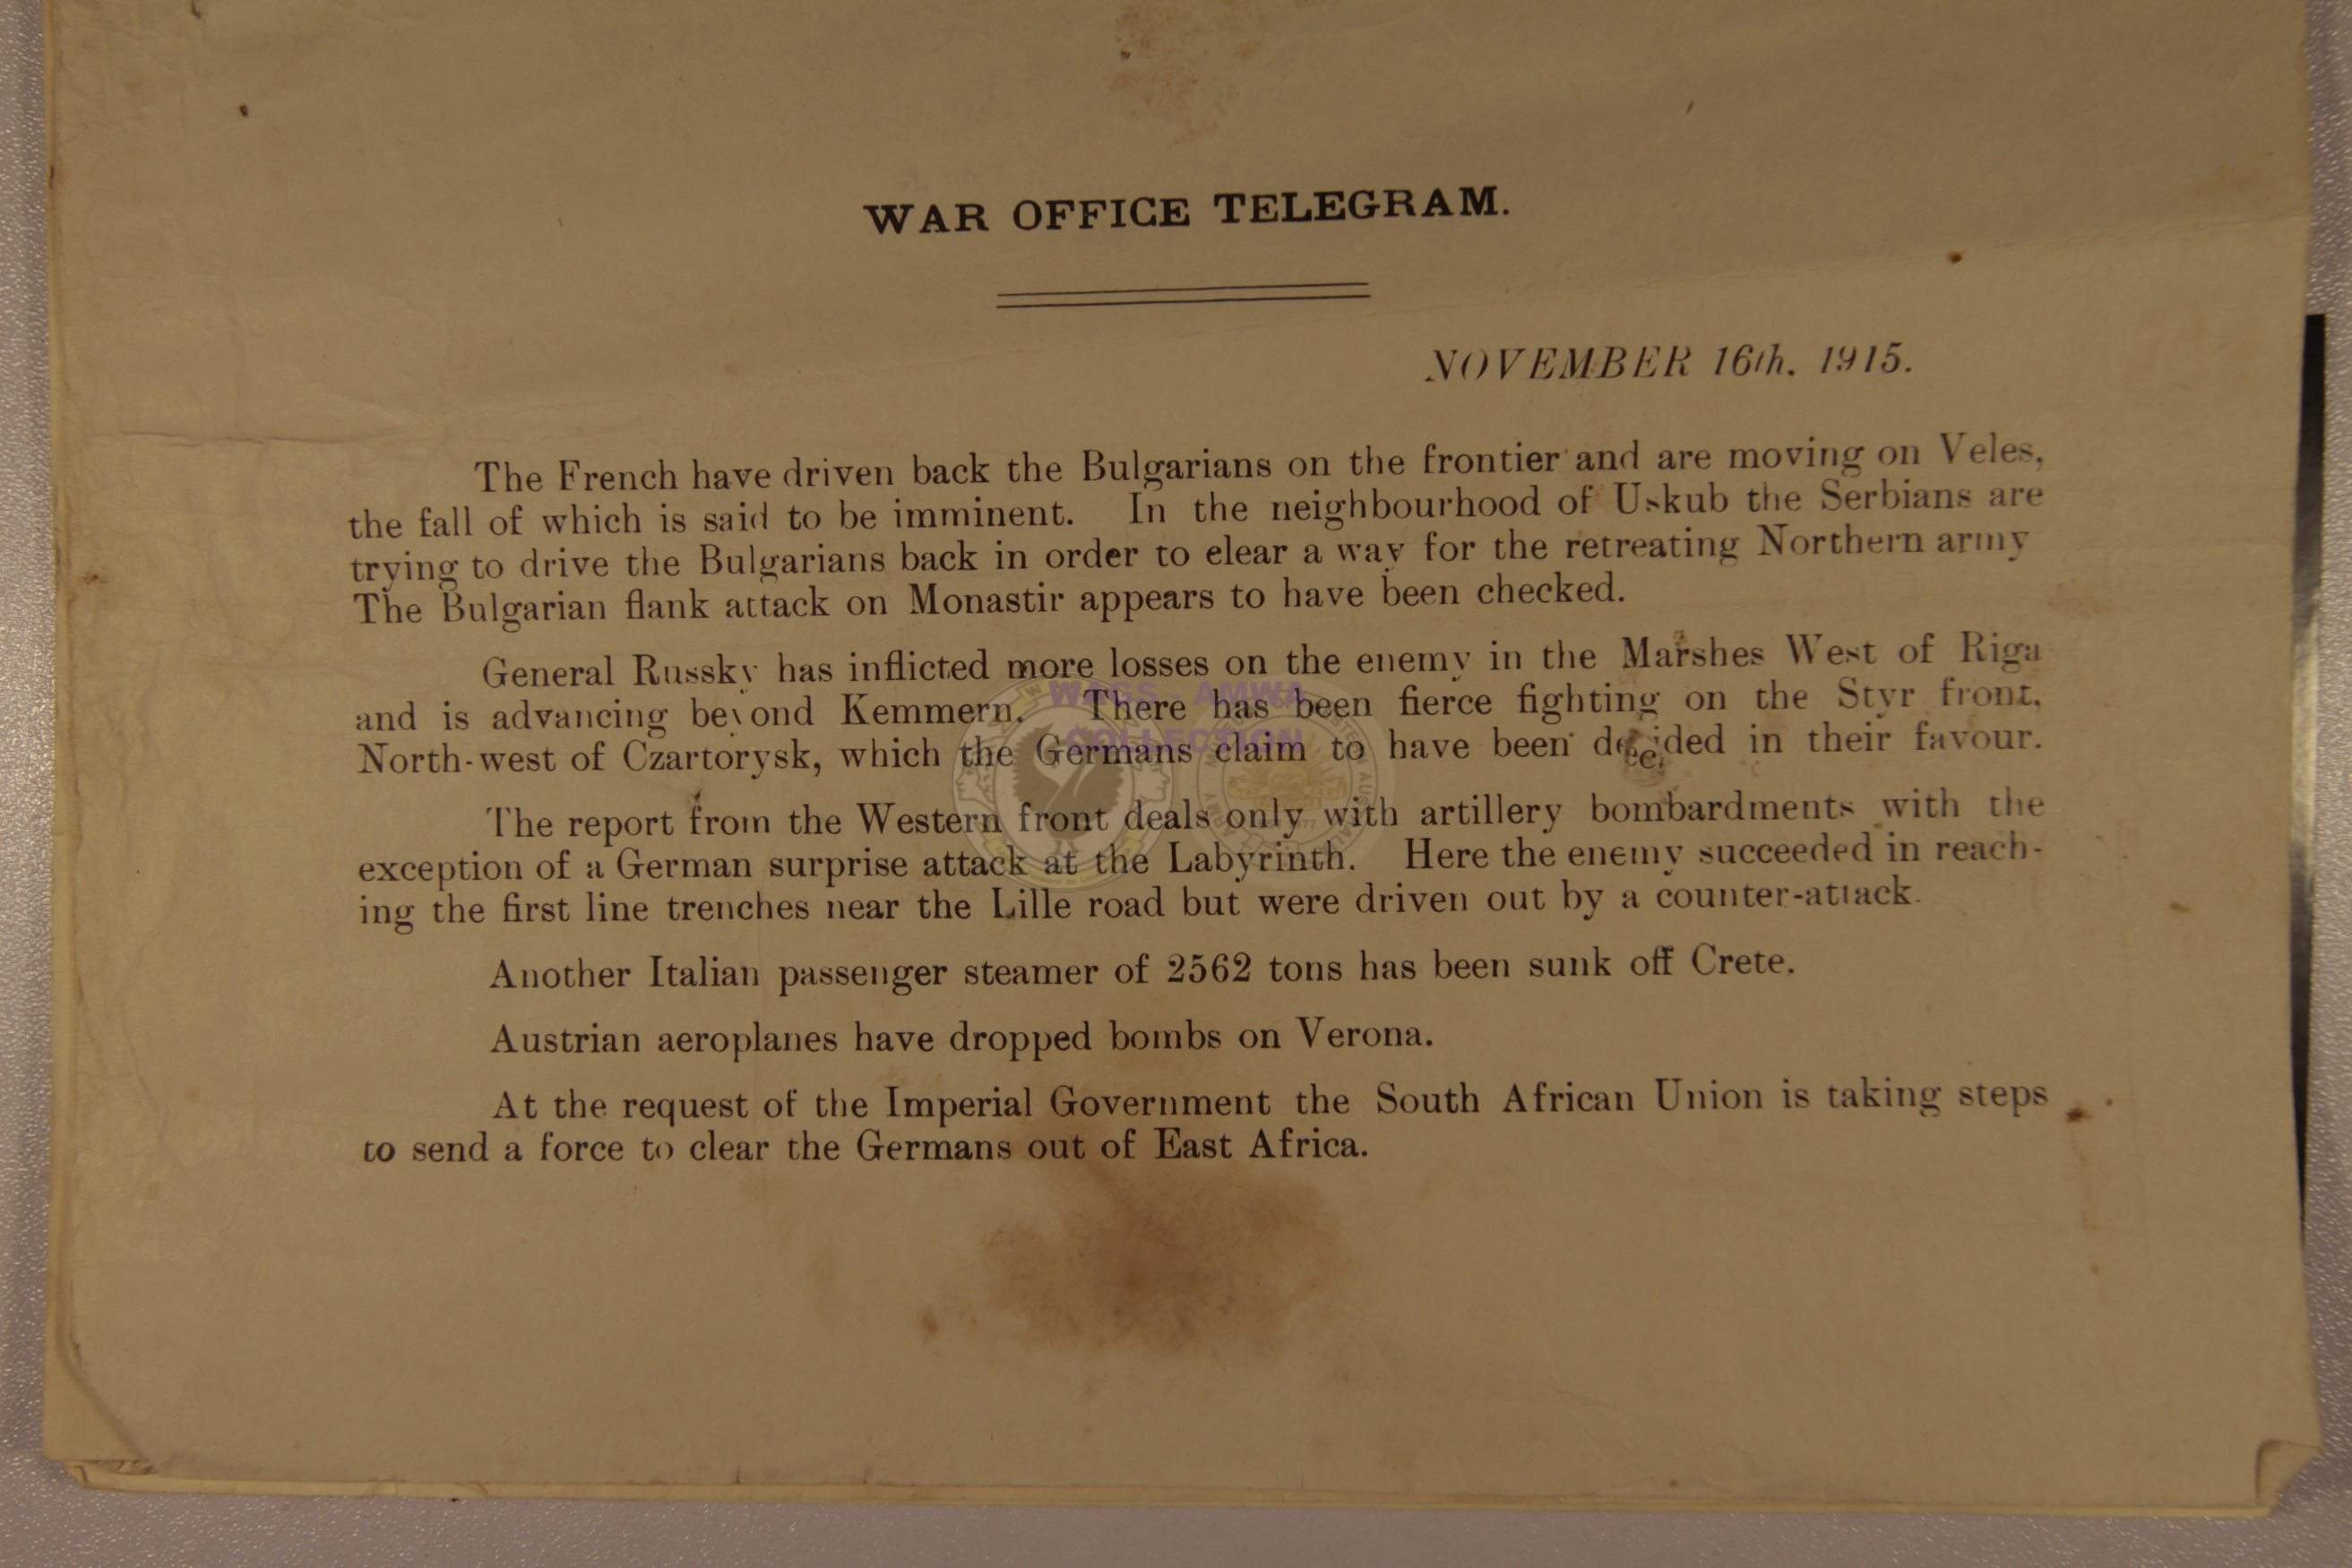 WAR OFFICE TELEGRAM.
NOVEMBER 16th. 1915.
The French have driven back the Bulgarians on the frontier and are moving on Veles,
the fall of which is said to be imminent. In the neighbourhood of Uskub the Serbians are
trying to drive the Bulgarians back in order to clear a way for the retreating Northern army
The Bulgarian flank attack on Monastir appears to have been checked.
General Russky has inflicted more losses on the enemy in the Marshes West of Riga
and is advancing beyond Kemmern. There has been fierce fighting on the Styr front,
North-west of Czartorysk, which the Germans claim to have been decided in their favour.
The report from the Western front deals only with artillery bombardments with the
exception of a German surprise attack at the Labyrinth. Here the enemy succeeded in reach-
ing the first line trenches near the Lille road but were driven out by a counter-attack.
Another Italian passenger steamer of 2562 tons has been sunk off Crete.
Austrian aeroplanes have dropped bombs on Verona.
At the request of the Imperial Government the South African Union is taking steps
to send a force to clear the Germans out of East Africa.
WAGS - AMWA
COLLECTION